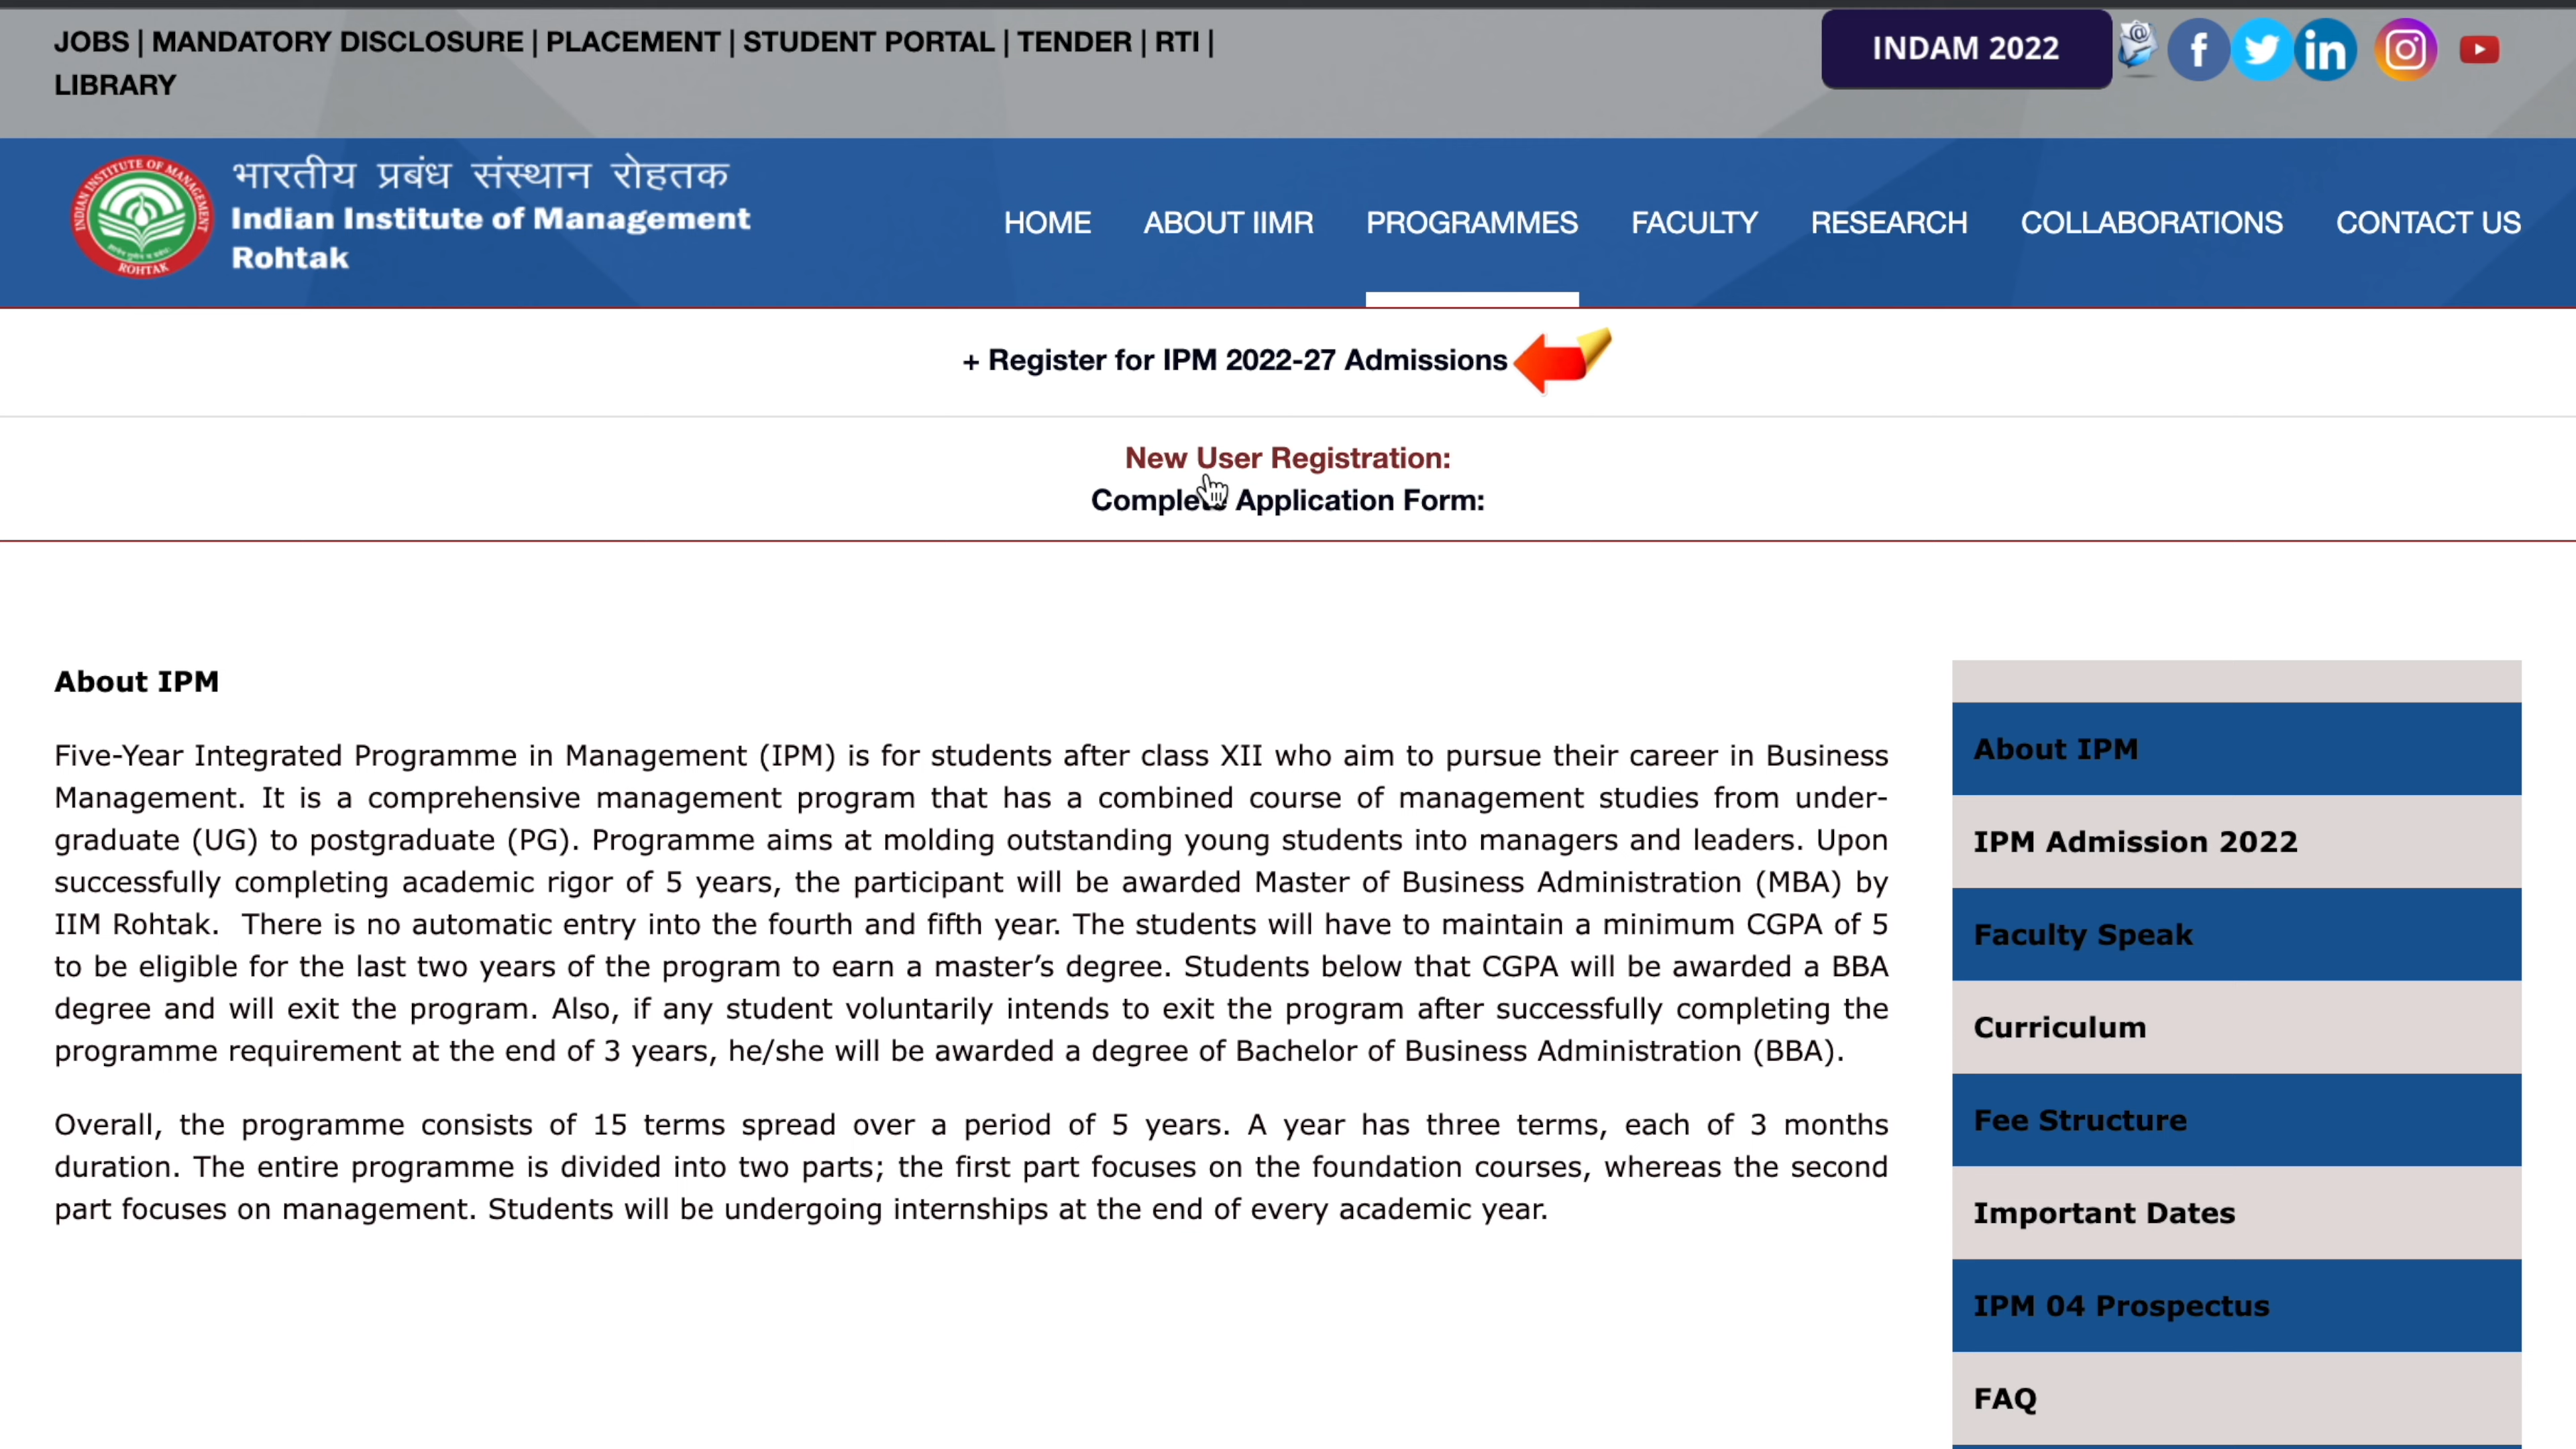 JOBS | MANDATORY DISCLOSURE | PLACEMENT | STUDENT PORTAL | TENDER | RTI |
LIBRARY
INDAM 2022
भारतीय प्रबंध संस्थान रोहतक
Indian Institute of Management
Rohtak
INDIAN INSTITUTE OF MANAGEMENT
ROHTAK
HOME ABOUT IIMR PROGRAMMES FACULTY RESEARCH COLLABORATIONS CONTACT US
+ Register for IPM 2022-27 Admissions
New User Registration:
Complete Application Form:
About IPM
Five-Year Integrated Programme in Management (IPM) is for students after class XII who aim to pursue their career in Business
Management. It is a comprehensive management program that has a combined course of management studies from under-
graduate (UG) to postgraduate (PG). Programme aims at molding outstanding young students into managers and leaders. Upon
successfully completing academic rigor of 5 years, the participant will be awarded Master of Business Administration (MBA) by
IIM Rohtak. There is no automatic entry into the fourth and fifth year. The students will have to maintain a minimum CGPA of 5
to be eligible for the last two years of the program to earn a master’s degree. Students below that CGPA will be awarded a BBA
degree and will exit the program. Also, if any student voluntarily intends to exit the program after successfully completing the
programme requirement at the end of 3 years, he/she will be awarded a degree of Bachelor of Business Administration (BBA).
Overall, the programme consists of 15 terms spread over a period of 5 years. A year has three terms, each of 3 months
duration. The entire programme is divided into two parts; the first part focuses on the foundation courses, whereas the second
part focuses on management. Students will be undergoing internships at the end of every academic year.
About IPM
IPM Admission 2022
Faculty Speak
Curriculum
Fee Structure
Important Dates
IPM 04 Prospectus
FAQ